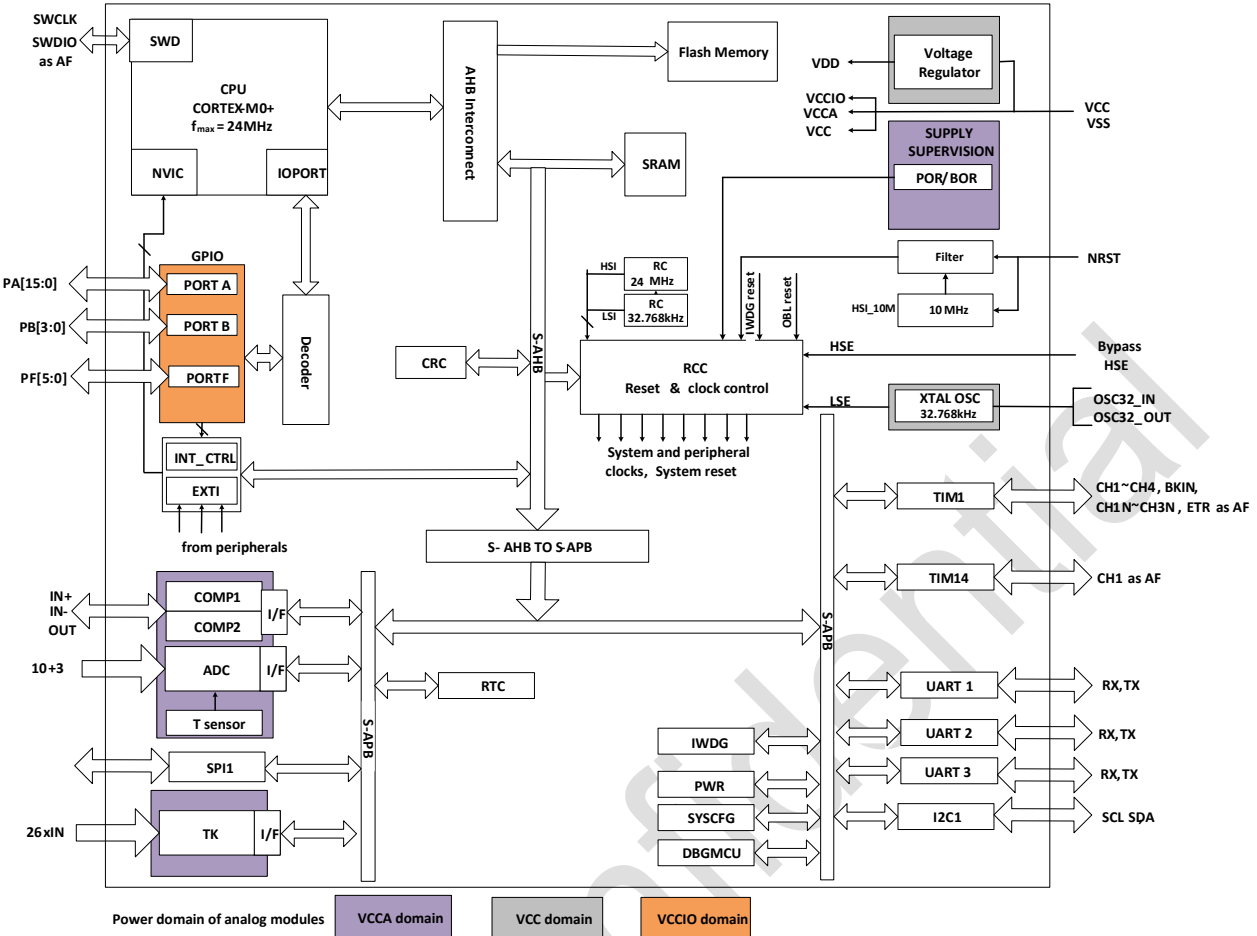 SWCLK
SWDIO
as AF
SWD
CPU
CORTEX-M0+
fmax = 24MHz
NVIC
IOPORT
AHB Interconnect
Flash Memory
SRAM
Voltage
Regulator
VDD
VCCIO
VCCA
VCC
VCC
VSS
SUPPLY
SUPERVISION
POR/BOR
GPIO
PORT A
PORT B
PORT F
PA[15:0]
PB[3:0]
PF[5:0]
Decoder
INT_CTRL
EXTI
from peripherals
CRC
S-AHB
HSI
RC
24 MHz
LSI
RC
32.768kHz
IWDG reset
OBL reset
Filter
NRST
HSI_10M
10 MHz
RCC
Reset & clock control
HSE
Bypass
HSE
LSE
XTAL OSC
32.768kHz
OSC32_IN
OSC32_OUT
System and peripheral
clocks, System reset
S- AHB TO S-APB
IN+
IN-
OUT
COMP1
COMP2
I/F
10+3
ADC
I/F
T sensor
SPI1
26xIN
TK
I/F
S-APB
RTC
S-APB
TIM1
CH1~CH4, BKIN,
CH1N~CH3N, ETR as AF
TIM14
CH1 as AF
UART 1
RX,TX
UART 2
RX,TX
UART 3
RX,TX
I2C1
SCL SDA
IWDG
PWR
SYSCFG
DBGMCU
Power domain of analog modules
VCCA domain
VCC domain
VCCIO domain